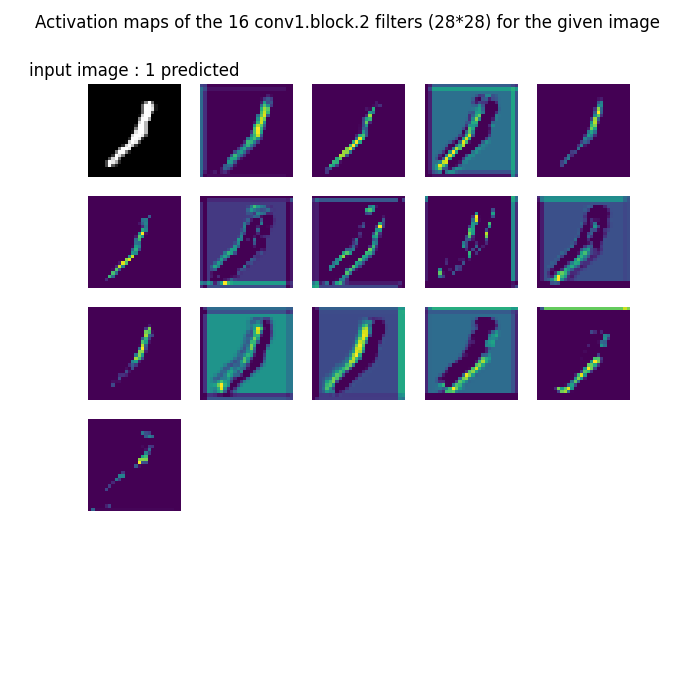 Activation maps of the 16 conv1.block.2 filters (28*28) for the given image
input image : 1 predicted